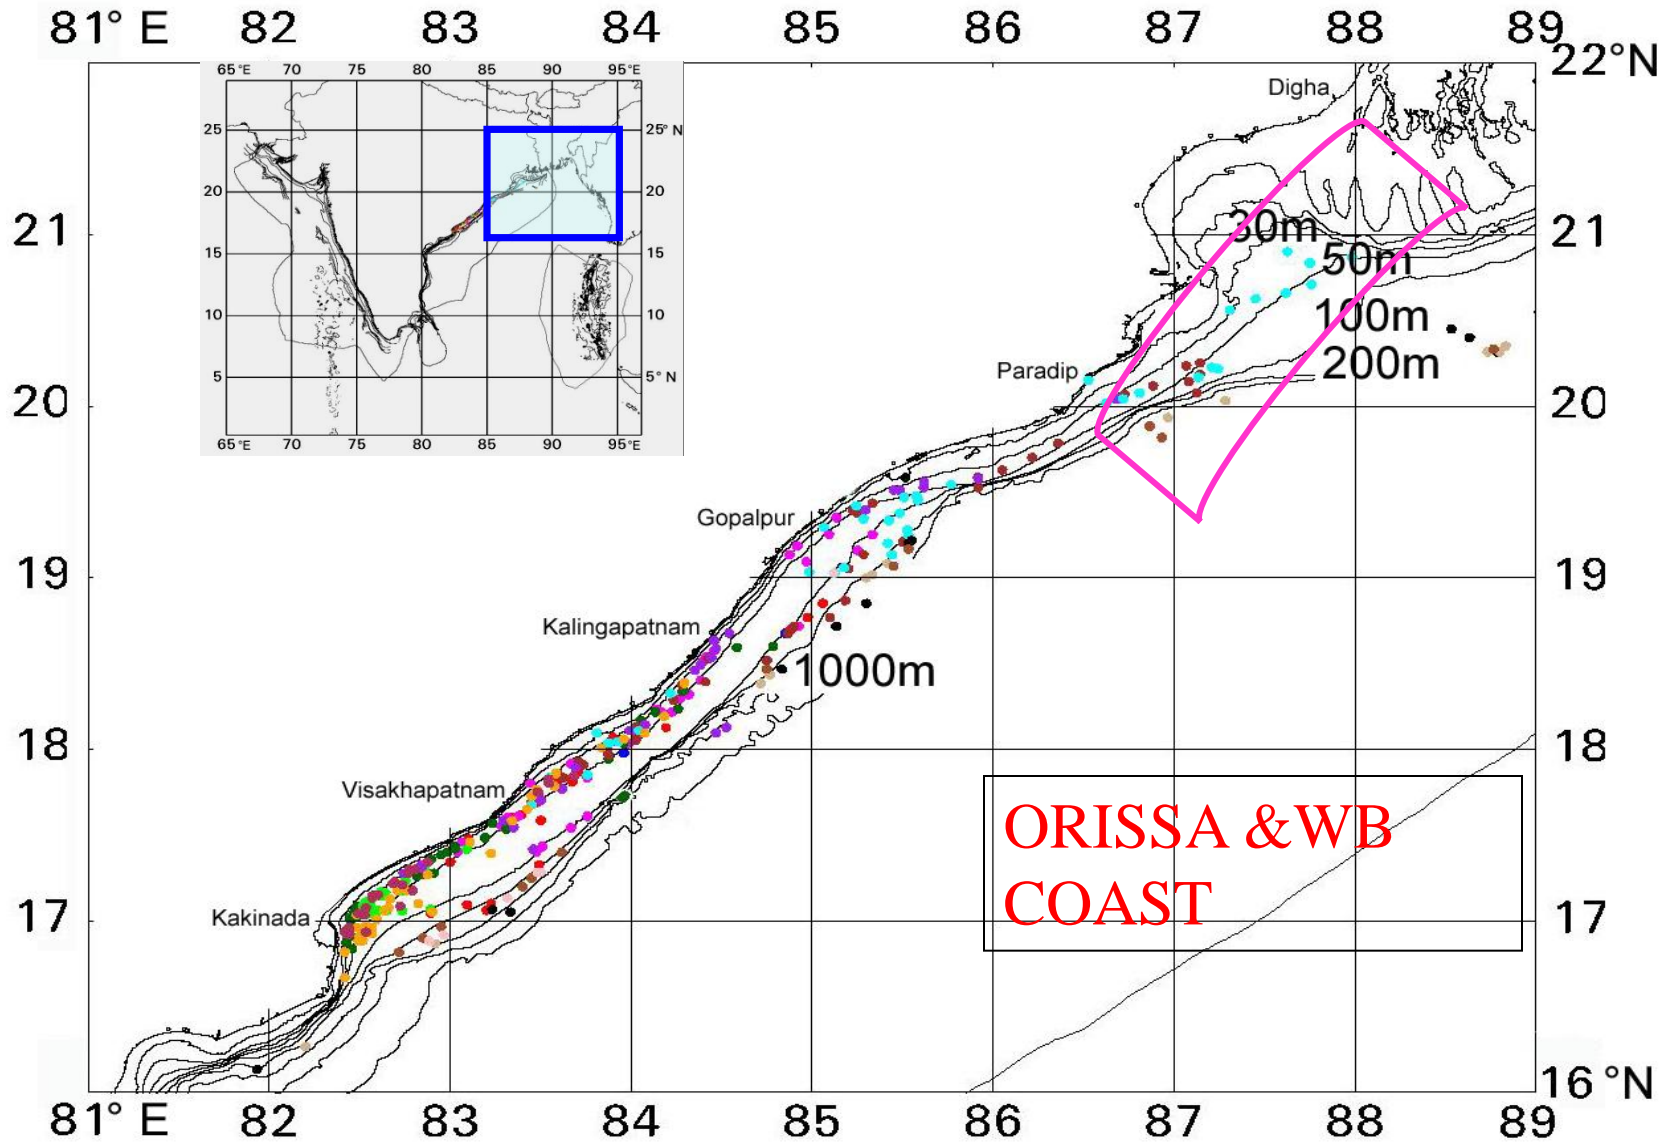 81° E 82 83 84 85 86 87 88 89
22°N
65°E 70 75 80 85 90 95°E
Digha
25 25° N
20 20
21 30m 21
15 15
50m
10 10
100m
5 5° N
Paradip 200m
20 20
65°E 70 75 80 85 90 95°E
Gopalpur
19 19
Kalingapatnam
1000m
18 18
Visakhapatnam
ORISSA &WB
COAST
17 Kakinada 17
16 °N
81° E 82 83 84 85 86 87 88 89